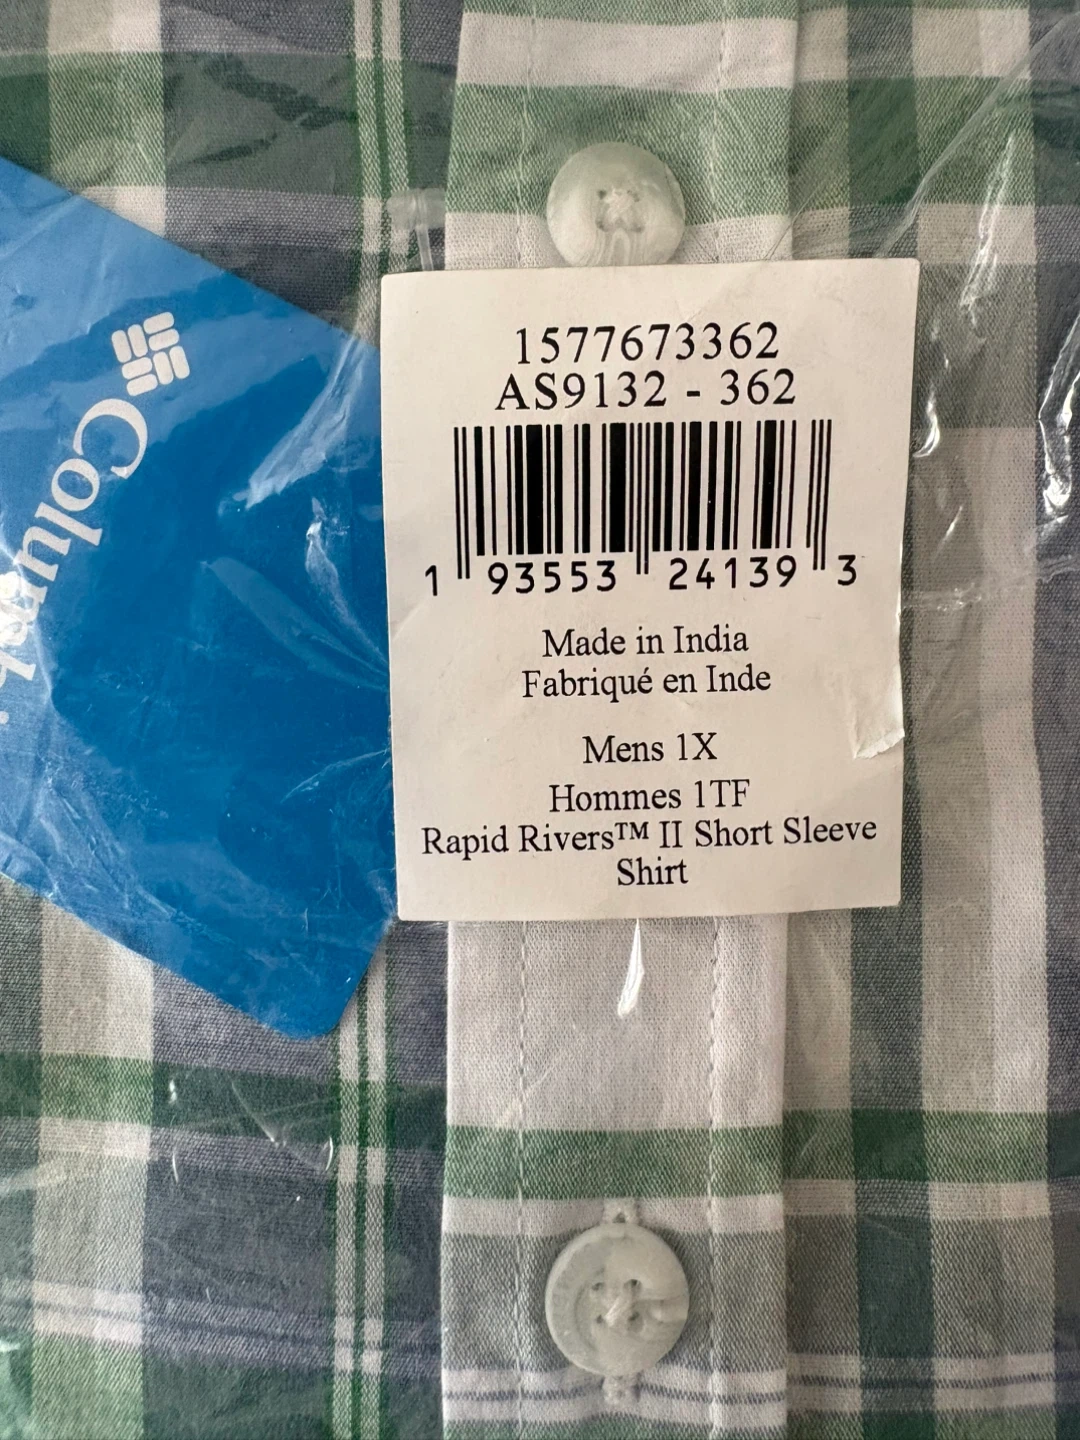 Columbia
1577673362
AS9132 - 362
1 93553 24139 3
Made in India
Fabriqué en Inde
Mens 1X
Hommes 1TF
Rapid Rivers™ II Short Sleeve
Shirt